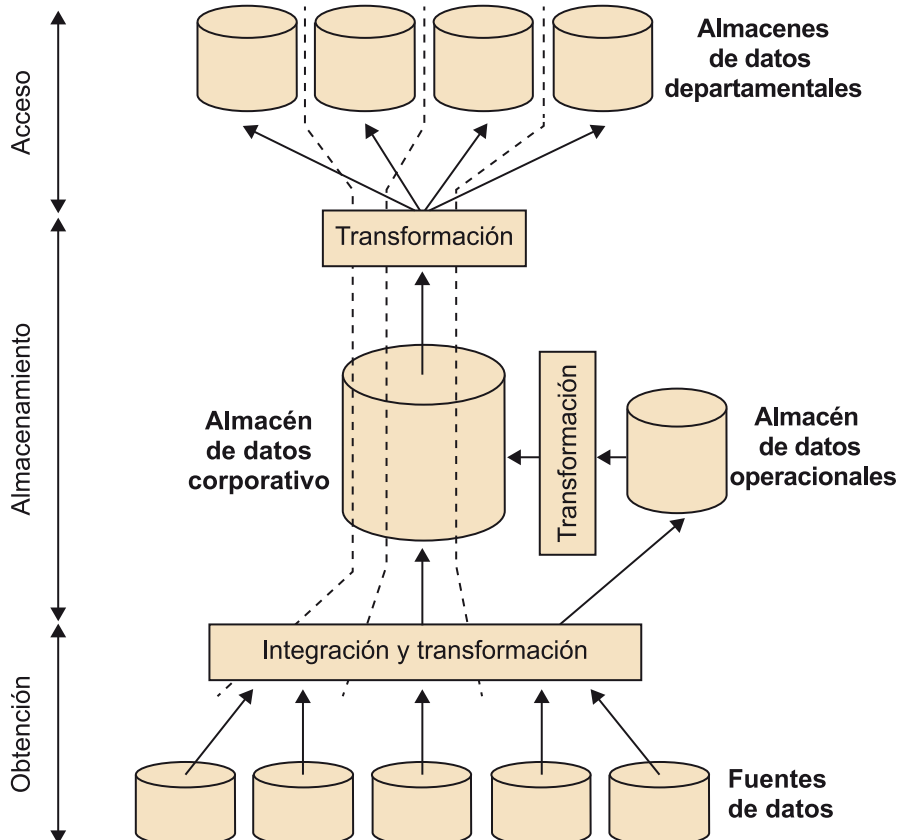 Acceso
Almacenes
de datos
departamentales
Transformación
Almacenamiento
Almacén
de datos
corporativo
Transformación
Almacén
de datos
operacionales
Integración y transformación
Obtención
Fuentes
de datos